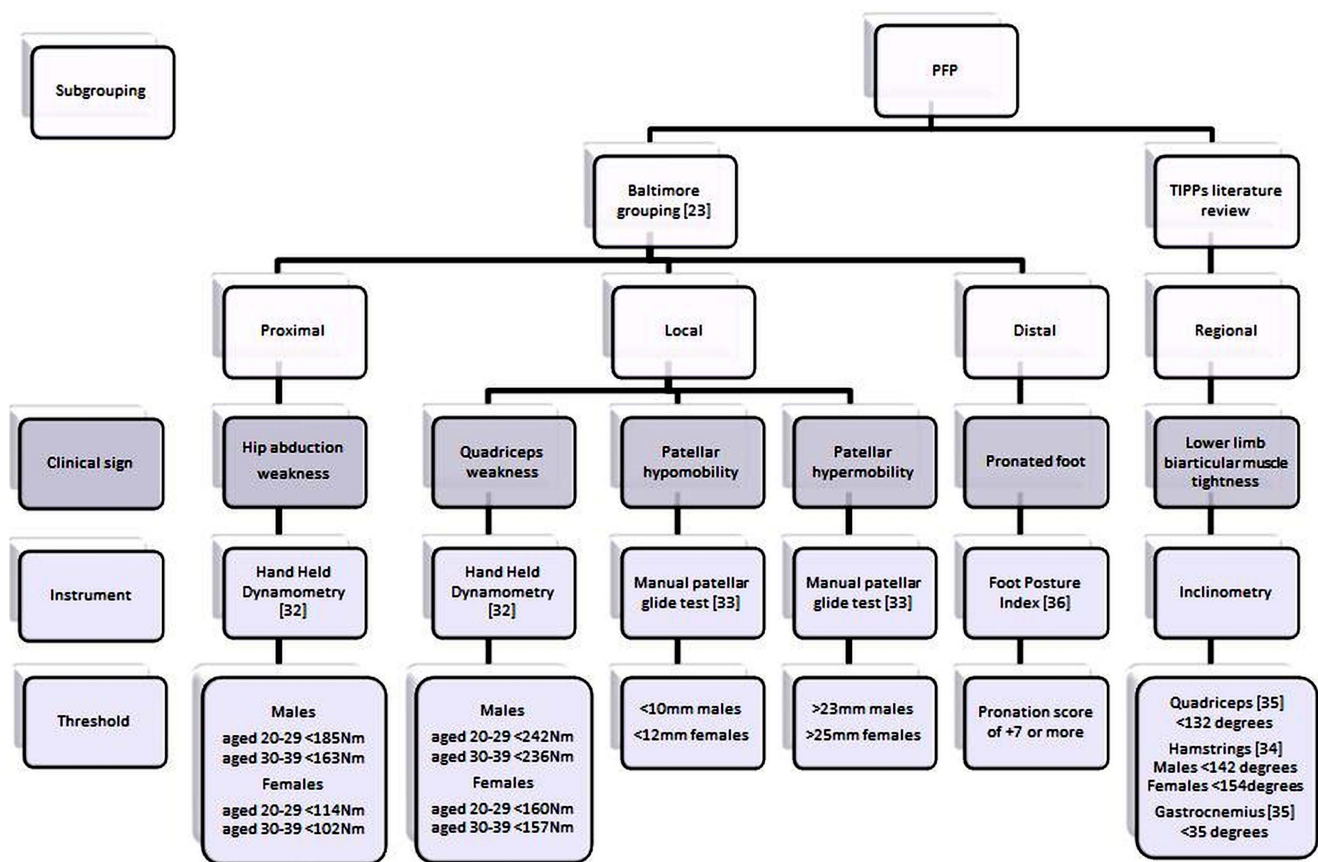 PFP
Subgrouping
Baltimore
grouping [23]
TIPPs literature
review
Proximal
Local
Distal
Regional
Clinical sign
Hip abduction
weakness
Quadriceps
weakness
Patellar
hypomobility
Patellar
hypermobility
Pronated foot
Lower limb
biarticular muscle
tightness
Instrument
Hand Held
Dynamometry
[32]
Hand Held
Dynamometry
[32]
Manual patellar
glide test [33]
Manual patellar
glide test [33]
Foot Posture
Index [36]
Inclinometry
Threshold
Males
aged 20-29 <185Nm
aged 30-39 <163Nm
Females
aged 20-29 <114Nm
aged 30-39 <102Nm
Males
aged 20-29 <242Nm
aged 30-39 <236Nm
Females
aged 20-29 <160Nm
aged 30-39 <157Nm
<10mm males
<12mm females
>23mm males
>25mm females
Pronation score
of +7 or more
Quadriceps [35]
<132 degrees
Hamstrings [34]
Males <142 degrees
Females <154degrees
Gastrocnemius [35]
<35 degrees